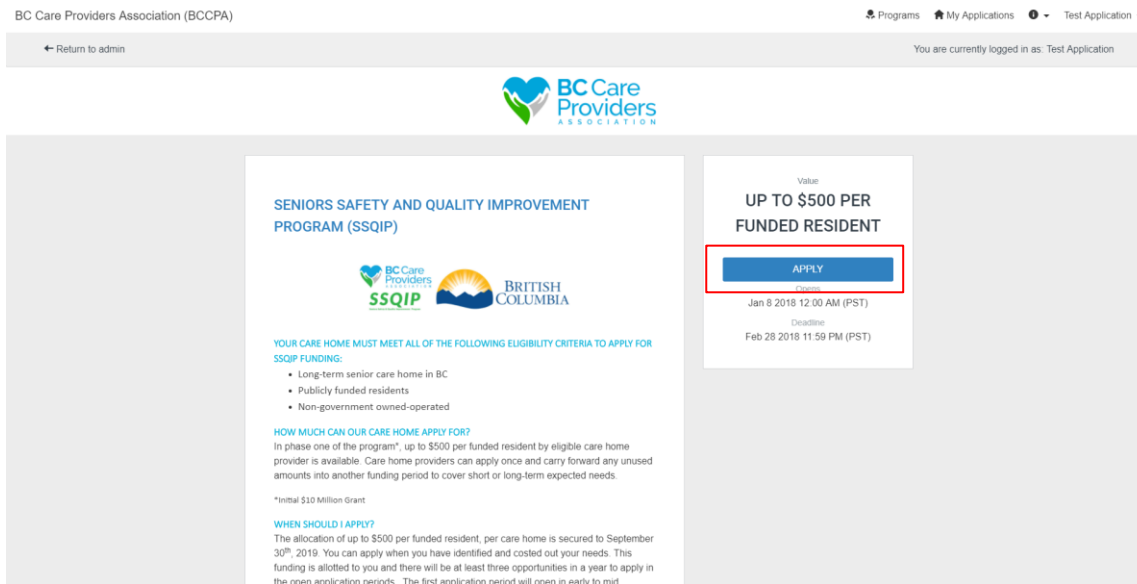 BC Care Providers Association (BCCPA)
Programs My Applications Test Application
Return to admin
You are currently logged in as: Test Application
BC Care
Providers
ASSOCIATION
SENIORS SAFETY AND QUALITY IMPROVEMENT
PROGRAM (SSQIP)
BC Care
Providers
ASSOCIATION
SSQIP
BRITISH
COLUMBIA
YOUR CARE HOME MUST MEET ALL OF THE FOLLOWING ELIGIBILITY CRITERIA TO APPLY FOR
SSQIP FUNDING:
• Long-term senior care home in BC
• Publicly funded residents
• Non-government owned-operated
HOW MUCH CAN OUR CARE HOME APPLY FOR?
In phase one of the program*, up to $500 per funded resident by eligible care home
provider is available. Care home providers can apply once and carry forward any unused
amounts into another funding period to cover short or long-term expected needs.
*Initial $10 Million Grant
WHEN SHOULD I APPLY?
The allocation of up to $500 per funded resident, per care home is secured to September
30th, 2019. You can apply when you have identified and costed out your needs. This
funding is allotted to you and there will be at least three opportunities in a year to apply in
the open application periods. The first application period will open in early to mid
Value
UP TO $500 PER
FUNDED RESIDENT
APPLY
Opens
Jan 8 2018 12:00 AM (PST)
Deadline
Feb 28 2018 11:59 PM (PST)